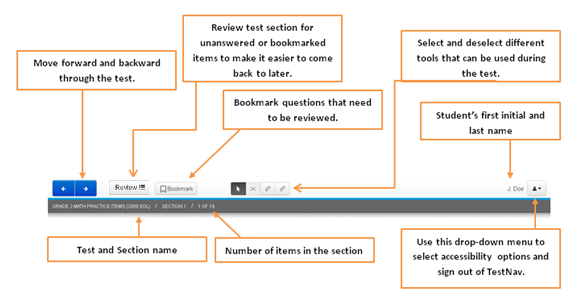 Review test section for
unanswered or bookmarked
items to make it easier to come
back to later.
Select and deselect different
tools that can be used during
the test.
Move forward and backward
through the test.
Bookmark questions that need
to be reviewed.
Student's first initial and
last name
Review
Bookmark
J. Doe
GRADE 3 MATH PRACTICE ITEMS (2009 SOL) / SECTION 1 / 1 OF 18
Test and Section name
Number of items in the section
Use this drop-down menu to
select accessibility options and
sign out of TestNav.